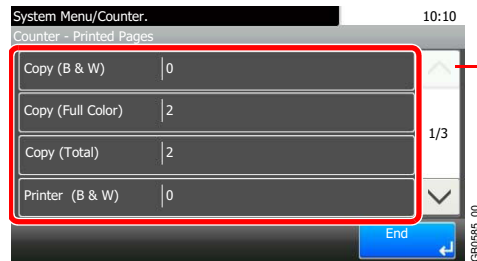 System Menu/Counter. 10:10
Counter - Printed Pages
Copy (B & W) 0
Copy (Full Color) 2
1/3
Copy (Total) 2
Printer (B & W) 0
End
GB0585_00